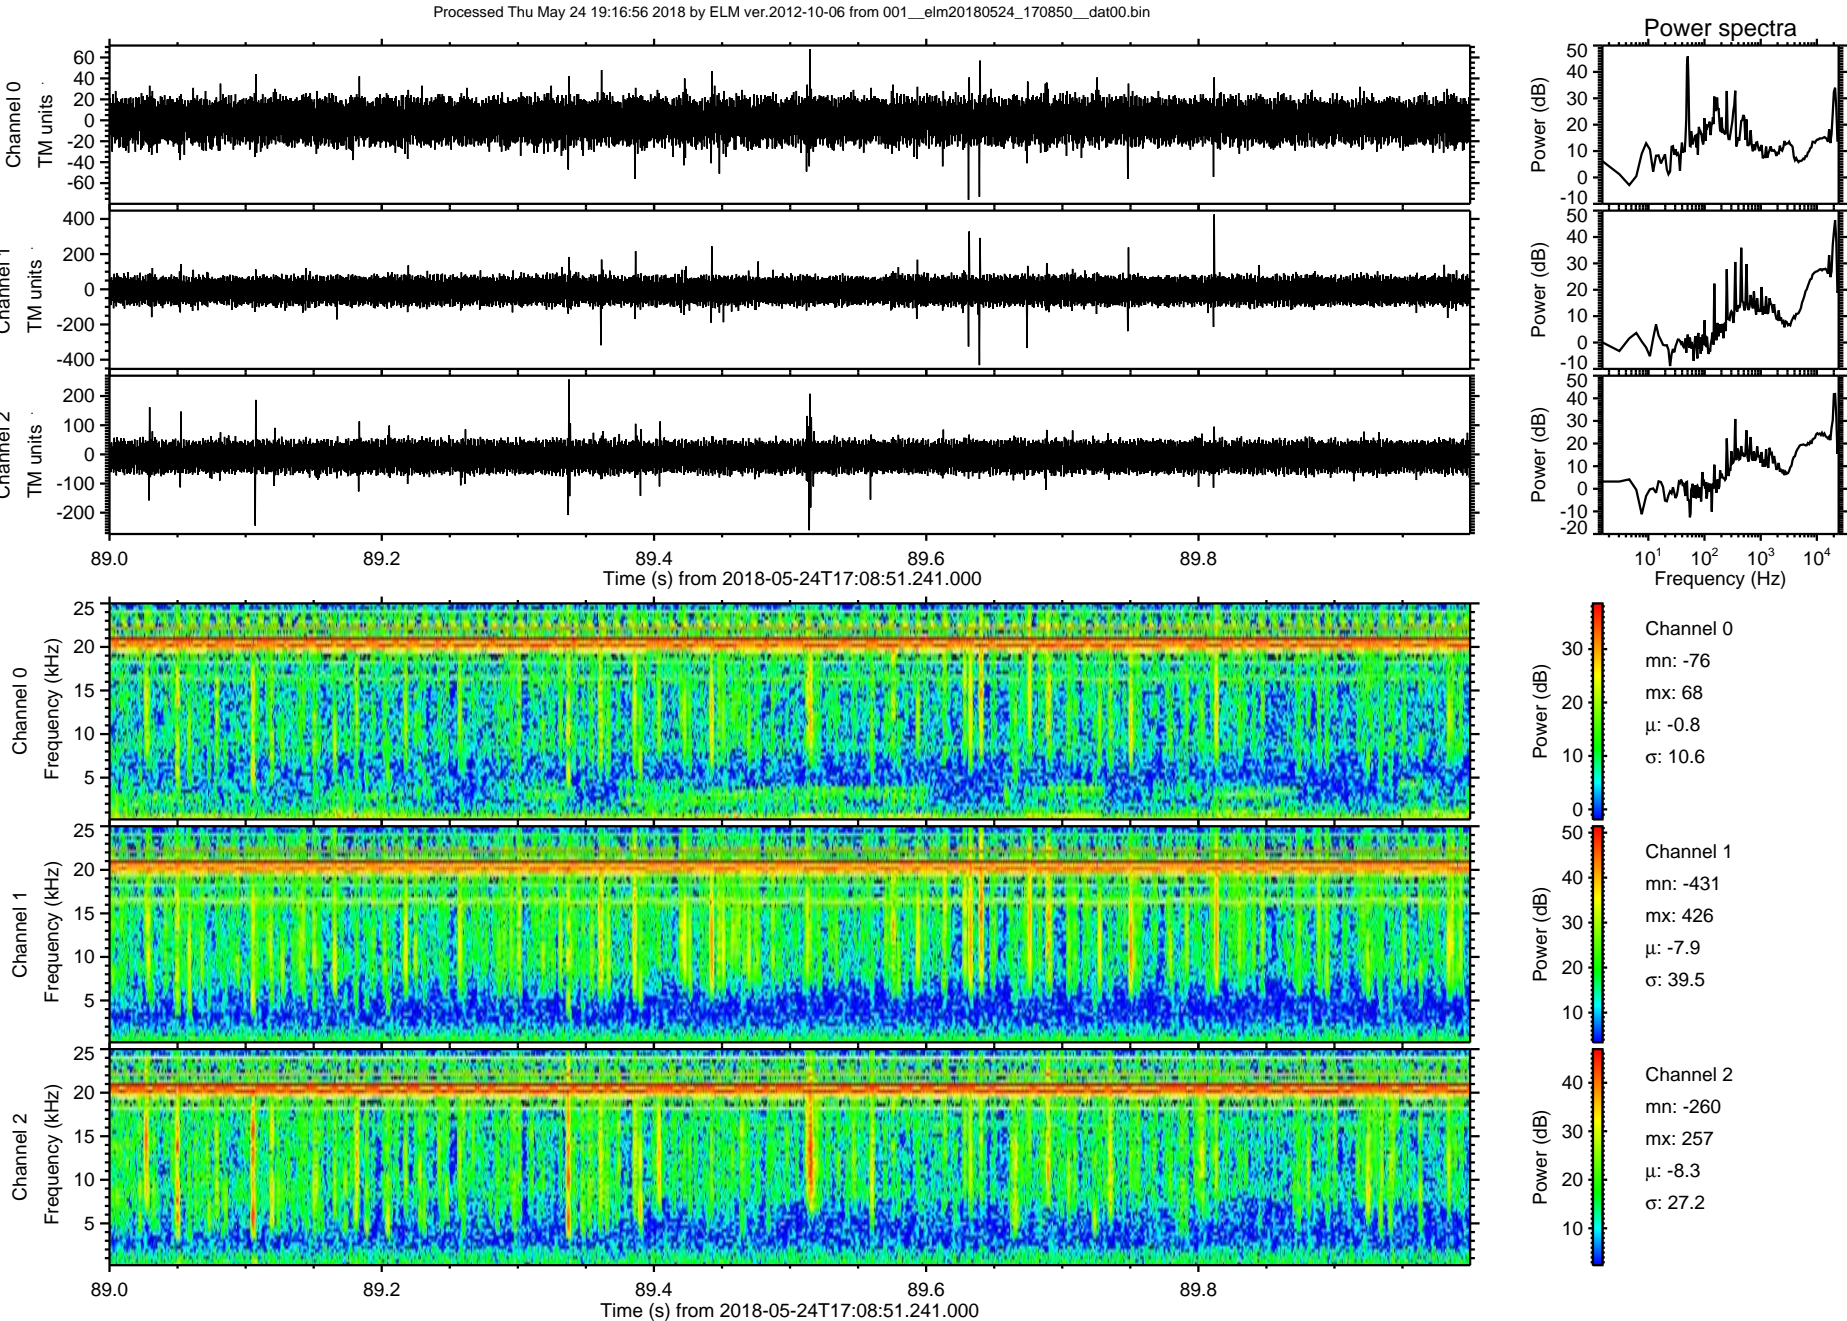 Processed Thu May 24 19:16:56 2018 by ELM ver.2012-10-06 from 001__elm20180524_170850__dat00.bin
Power spectra
Channel 0
TM units
60
40
20
0
-20
-40
-60
Power (dB)
50
40
30
20
10
0
-10
Channel 1
TM units
400
200
0
-200
-400
Power (dB)
50
40
30
20
10
0
-10
Channel 2
TM units
200
100
0
-100
-200
Power (dB)
50
40
30
20
10
0
-10
-20
89.0 89.2 89.4 89.6 89.8
Time (s) from 2018-05-24T17:08:51.241.000
10¹ 10² 10³ 10⁴
Frequency (Hz)
Channel 0
Frequency (kHz)
25
20
15
10
5
Power (dB)
30
20
10
0
Channel 0
mn: -76
mx: 68
μ: -0.8
σ: 10.6
Channel 1
Frequency (kHz)
25
20
15
10
5
Power (dB)
50
40
30
20
10
Channel 1
mn: -431
mx: 426
μ: -7.9
σ: 39.5
Channel 2
Frequency (kHz)
25
20
15
10
5
Power (dB)
40
30
20
10
Channel 2
mn: -260
mx: 257
μ: -8.3
σ: 27.2
89.0 89.2 89.4 89.6 89.8
Time (s) from 2018-05-24T17:08:51.241.000